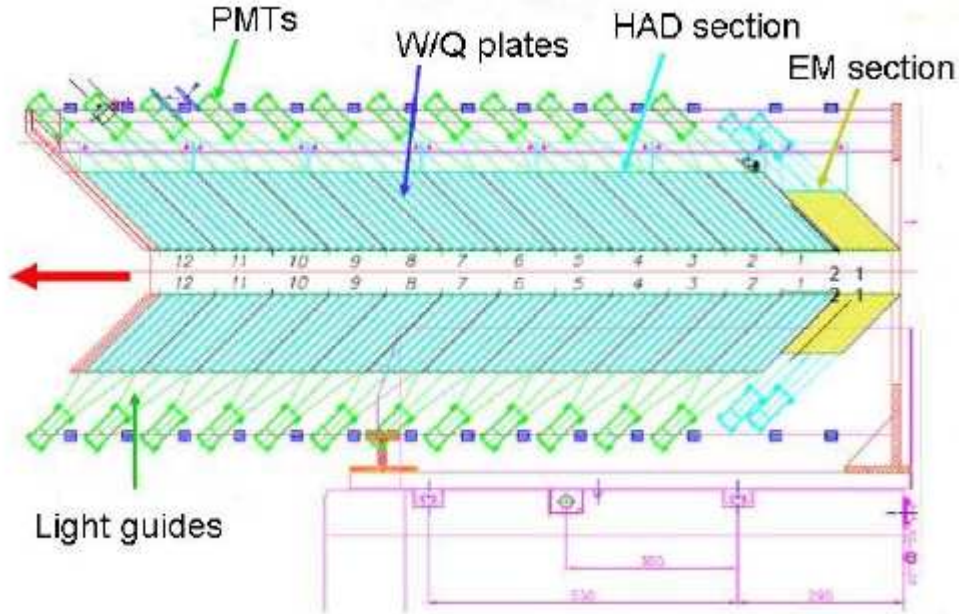 PMTs
W/Q plates
HAD section
EM section
12 11 10 9 8 7 6 5 4 3 2 1 2 1
12 11 10 9 8 7 6 5 4 3 2 1 2 1
Light guides
290